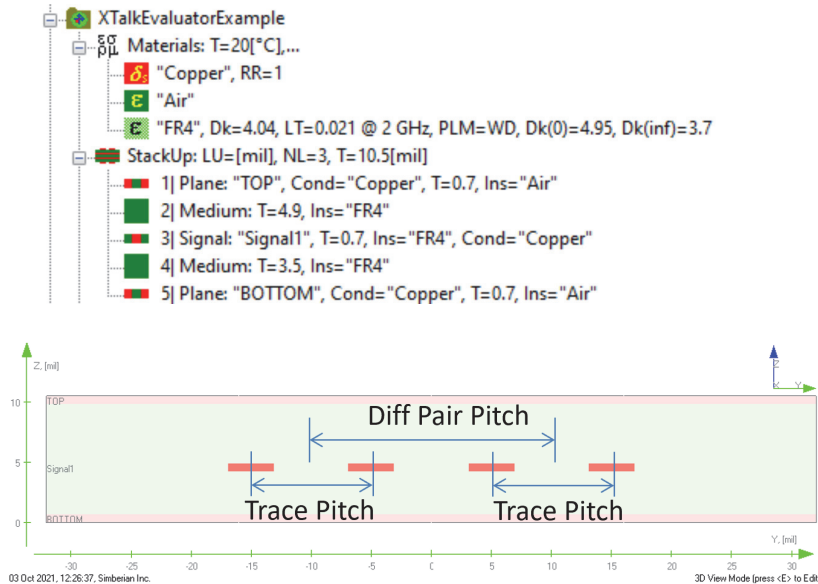 XTalkEvaluatorExample
εσ
ρμ Materials: T=20[°C],...
δs "Copper", RR=1
ε "Air"
ε "FR4", Dk=4.04, LT=0.021 @ 2 GHz, PLM=WD, Dk(0)=4.95, Dk(inf)=3.7
StackUp: LU=[mil], NL=3, T=10.5[mil]
1| Plane: "TOP", Cond="Copper", T=0.7, Ins="Air"
2| Medium: T=4.9, Ins="FR4"
3| Signal: "Signal1", T=0.7, Ins="FR4", Cond="Copper"
4| Medium: T=3.5, Ins="FR4"
5| Plane: "BOTTOM", Cond="Copper", T=0.7, Ins="Air"
Z, [mil]
Z
X Y
10
TOP
Diff Pair Pitch
5
Signal1
Trace Pitch Trace Pitch
0
BOTTOM
Y, [mil]
-30 -25 -20 -15 -10 -5 0 5 10 15 20 25 30
03 Oct 2021, 12:26:37, Simberian Inc. 3D View Mode (press <E> to Edit